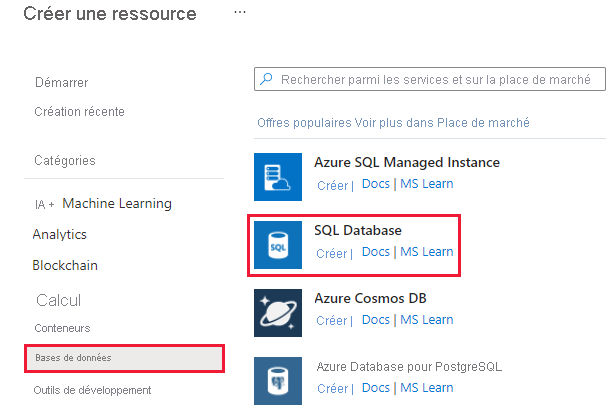 Créer une ressource ...
Démarrer
Création récente
Catégories
IA + Machine Learning
Analytics
Blockchain
Calcul
Conteneurs
Bases de données
Outils de développement
Rechercher parmi les services et sur la place de marché
Offres populaires Voir plus dans Place de marché
Azure SQL Managed Instance
Créer | Docs | MS Learn
SQL
SQL Database
Créer | Docs | MS Learn
Azure Cosmos DB
Créer | Docs | MS Learn
Azure Database pour PostgreSQL
Créer | Docs | MS Learn